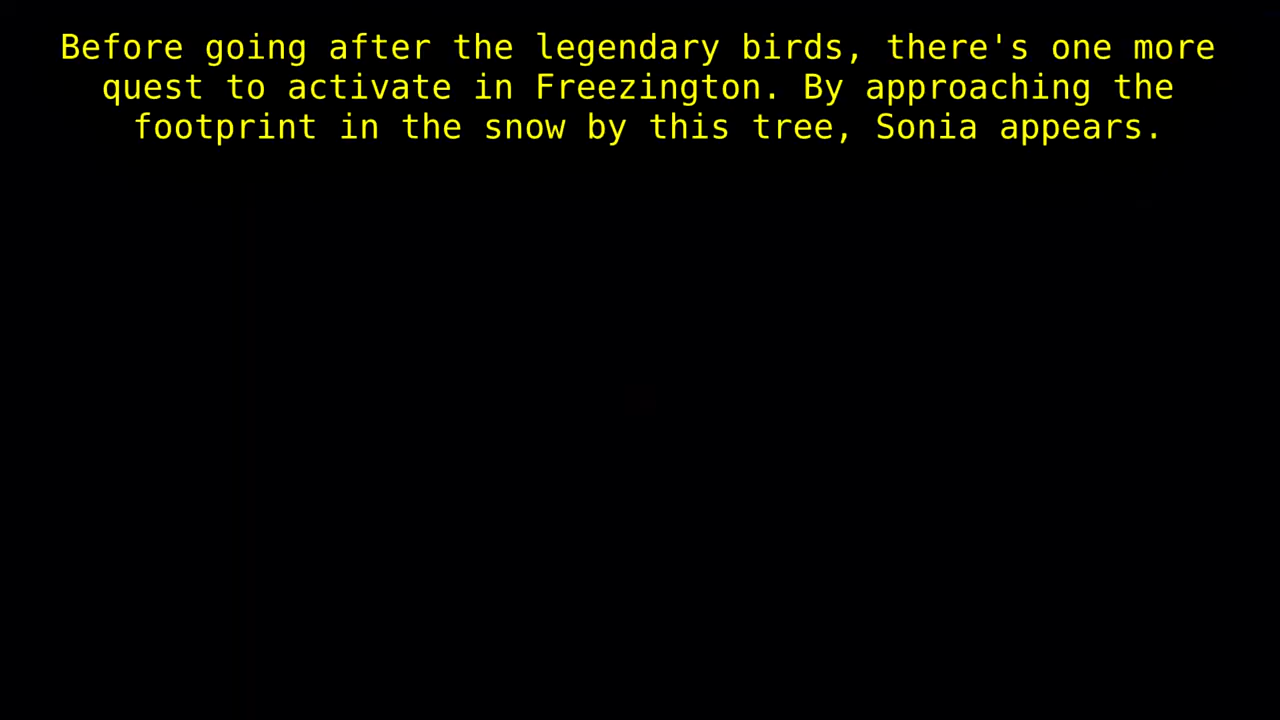 Before going after the legendary birds, there's one more
quest to activate in Freezington. By approaching the
footprint in the snow by this tree, Sonia appears.